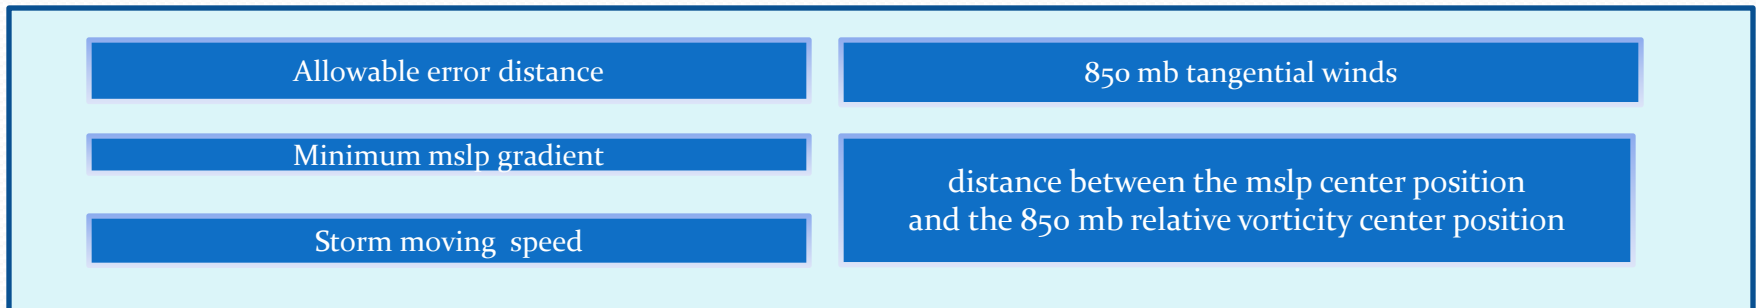 Allowable error distance
850 mb tangential winds
Minimum mslp gradient
distance between the mslp center position
and the 850 mb relative vorticity center position
Storm moving  speed